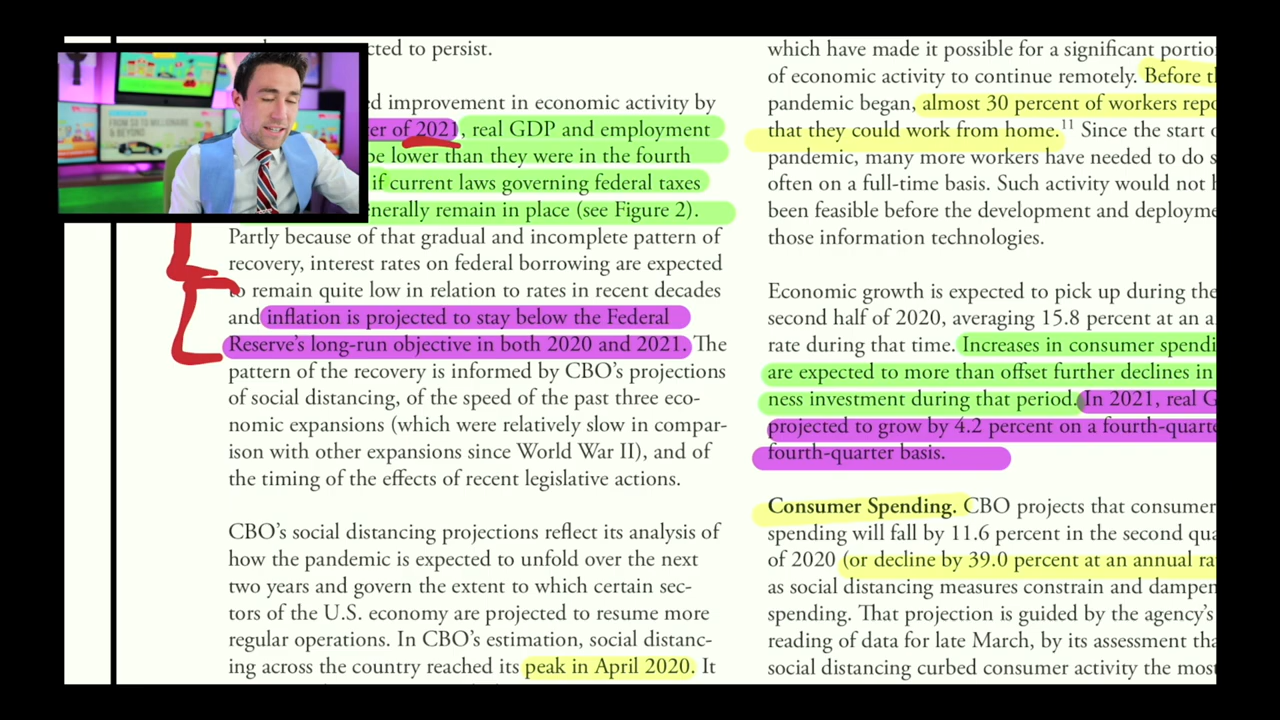 cted to persist.
ed improvement in economic activity by
er of 2021, real GDP and employment
be lower than they were in the fourth
if current laws governing federal taxes
enerally remain in place (see Figure 2).
Partly because of that gradual and incomplete pattern of
recovery, interest rates on federal borrowing are expected
to remain quite low in relation to rates in recent decades
and inflation is projected to stay below the Federal
Reserve’s long-run objective in both 2020 and 2021. The
pattern of the recovery is informed by CBO’s projections
of social distancing, of the speed of the past three eco-
nomic expansions (which were relatively slow in compar-
ison with other expansions since World War II), and of
the timing of the effects of recent legislative actions.
CBO’s social distancing projections reflect its analysis of
how the pandemic is expected to unfold over the next
two years and govern the extent to which certain sec-
tors of the U.S. economy are projected to resume more
regular operations. In CBO’s estimation, social distanc-
ing across the country reached its peak in April 2020. It
which have made it possible for a significant portio
of economic activity to continue remotely. Before t
pandemic began, almost 30 percent of workers repo
that they could work from home.11 Since the start o
pandemic, many more workers have needed to do s
often on a full-time basis. Such activity would not
been feasible before the development and deployme
those information technologies.
Economic growth is expected to pick up during the
second half of 2020, averaging 15.8 percent at an a
rate during that time. Increases in consumer spendi
are expected to more than offset further declines in
ness investment during that period. In 2021, real G
projected to grow by 4.2 percent on a fourth-quarte
fourth-quarter basis.
Consumer Spending. CBO projects that consumer
spending will fall by 11.6 percent in the second qua
of 2020 (or decline by 39.0 percent at an annual ra
as social distancing measures constrain and dampen
spending. That projection is guided by the agency’s
reading of data for late March, by its assessment tha
social distancing curbed consumer activity the most